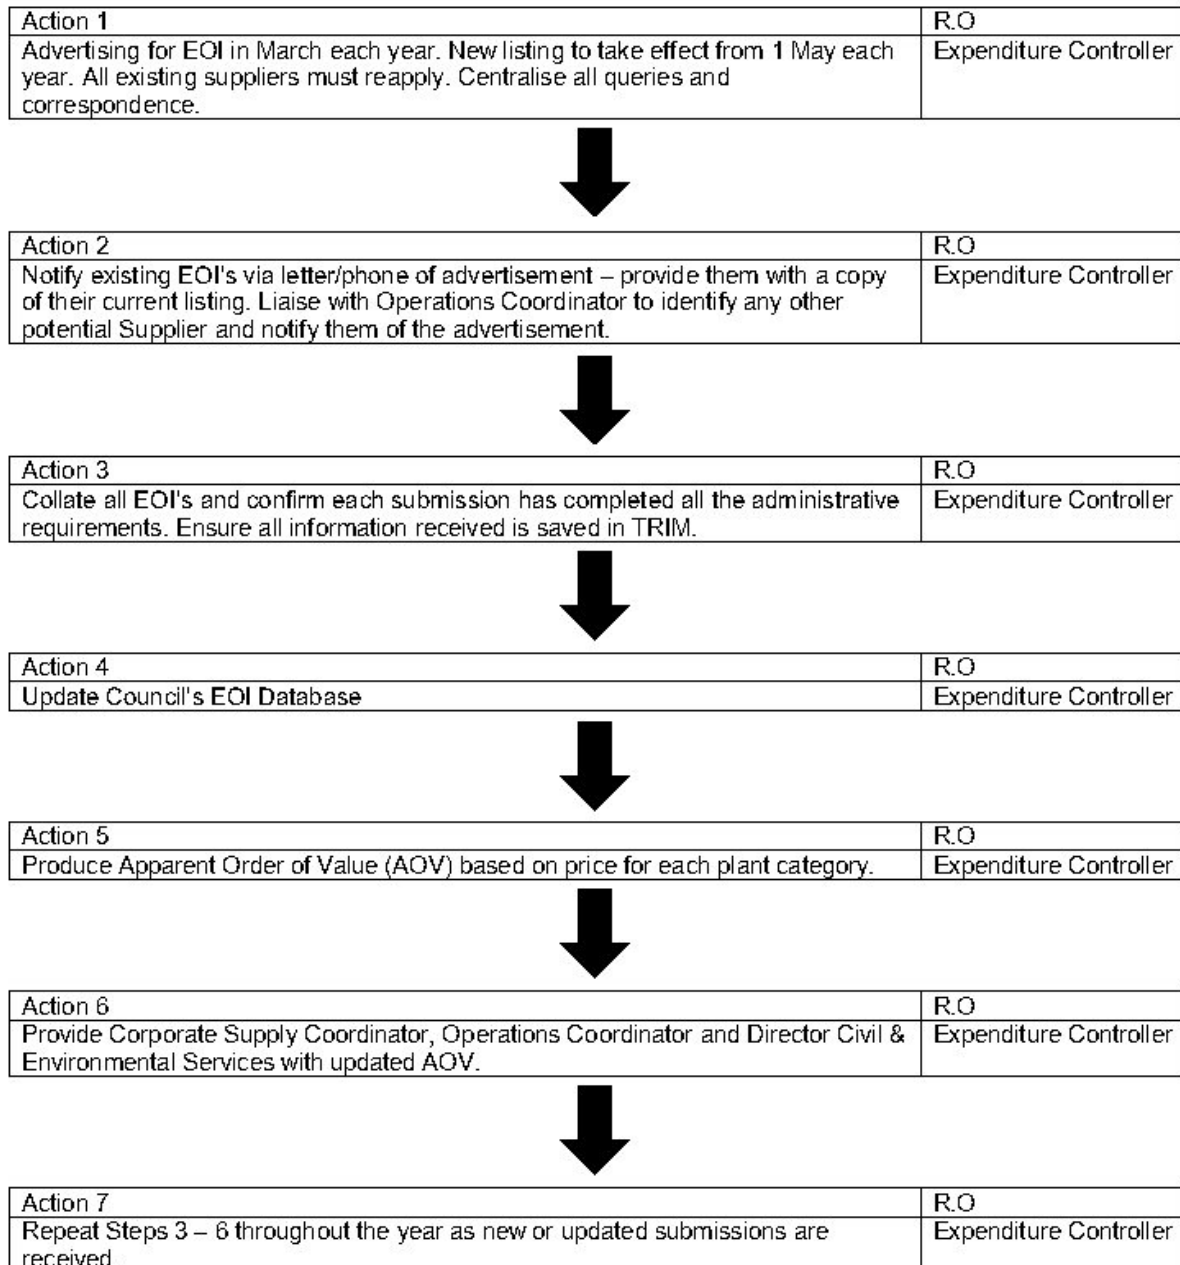 Action 1 R.O
Advertising for EOI in March each year. New listing to take effect from 1 May each Expenditure Controller
year. All existing suppliers must reapply. Centralise all queries and
correspondence.
Action 2 R.O
Notify existing EOI's via letter/phone of advertisement – provide them with a copy Expenditure Controller
of their current listing. Liaise with Operations Coordinator to identify any other
potential Supplier and notify them of the advertisement.
Action 3 R.O
Collate all EOI's and confirm each submission has completed all the administrative Expenditure Controller
requirements. Ensure all information received is saved in TRIM.
Action 4 R.O
Update Council's EOI Database Expenditure Controller
Action 5 R.O
Produce Apparent Order of Value (AOV) based on price for each plant category. Expenditure Controller
Action 6 R.O
Provide Corporate Supply Coordinator, Operations Coordinator and Director Civil & Expenditure Controller
Environmental Services with updated AOV.
Action 7 R.O
Repeat Steps 3 – 6 throughout the year as new or updated submissions are Expenditure Controller
received